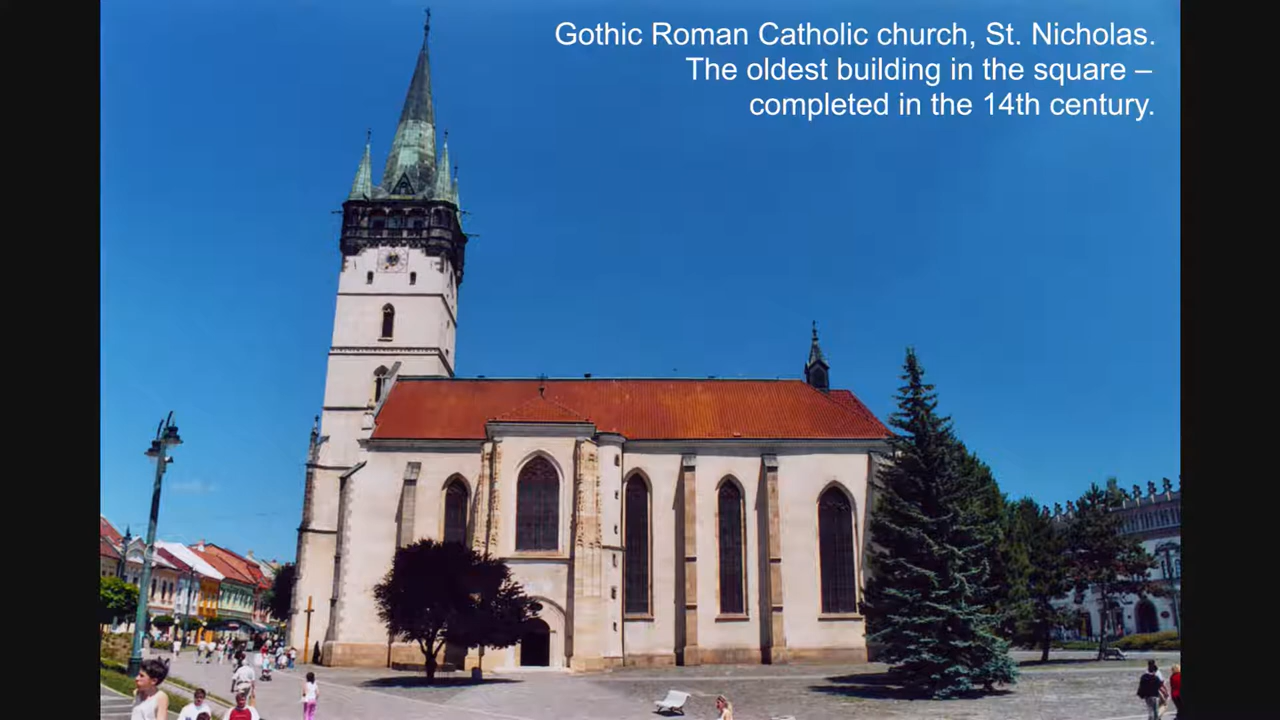 Gothic Roman Catholic church, St. Nicholas.
The oldest building in the square –
completed in the 14th century.